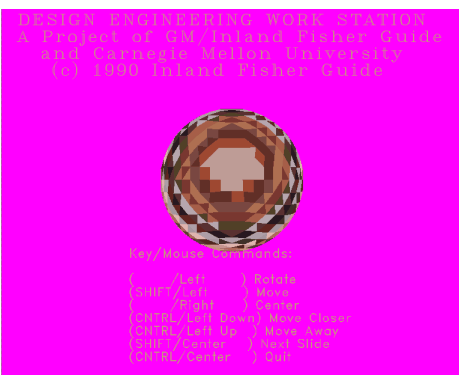 DESIGN ENGINEERING WORK STATION
A Project of GM/Inland Fisher Guide
and Carnegie Mellon University
(c) 1990 Inland Fisher Guide
Key/Mouse Commands:
(     /Left     ) Rotate
(SHIFT/Left     ) Move
(     /Right    ) Center
(CNTRL/Left Down) Move Closer
(CNTRL/Left Up  ) Move Away
(SHIFT/Center   ) Next Slide
(CNTRL/Center   ) Quit